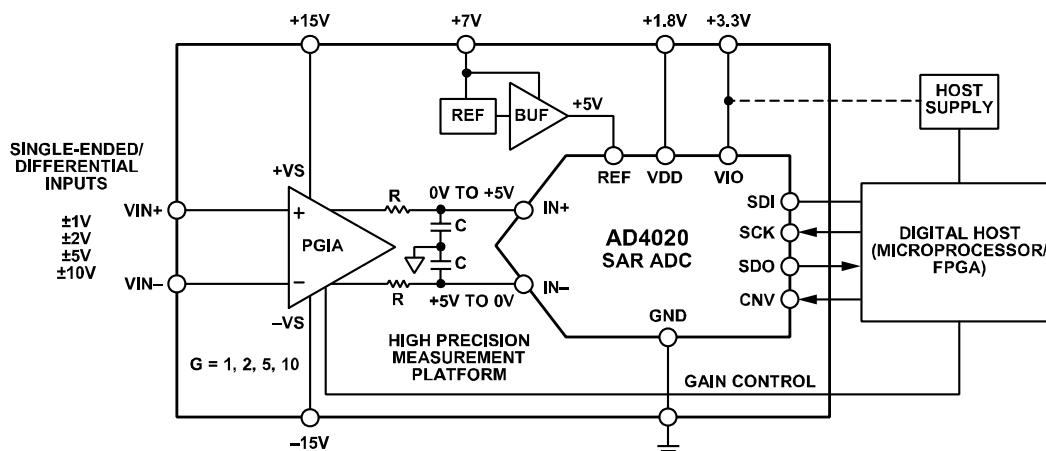 +15V
+7V
+1.8V
+3.3V
HOST
SUPPLY
REF
BUF
+5V
SINGLE-ENDED/
DIFFERENTIAL
INPUTS
±1V
±2V
±5V
±10V
VIN+
VIN–
+VS
PGIA
+
–
–VS
R
0V TO +5V
C
C
R
+5V TO 0V
IN+
IN–
REF
VDD
VIO
AD4020
SAR ADC
SDI
SCK
SDO
CNV
GND
DIGITAL HOST
(MICROPROCESSOR/
FPGA)
G = 1, 2, 5, 10
HIGH PRECISION
MEASUREMENT
PLATFORM
GAIN CONTROL
–15V